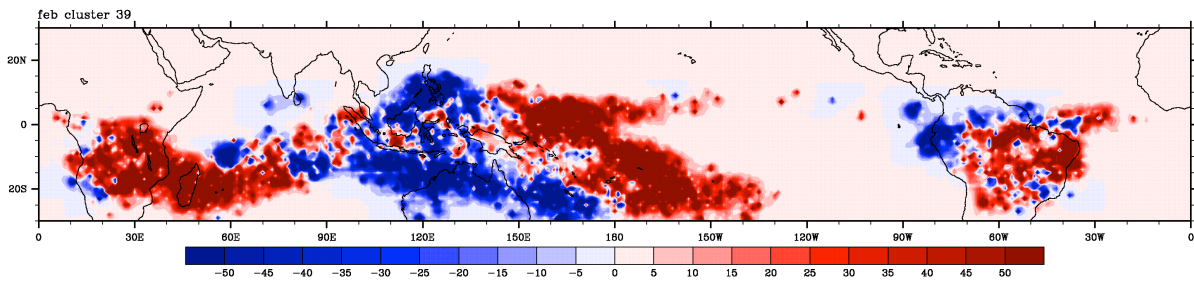 feb cluster 39
20N
0
20S
0 30E 60E 90E 120E 150E 180E 150W 120W 90W 60W 30W 0
−50 −45 −40 −35 −30 −25 −20 −15 −10 −5 0 5 10 15 20 25 30 35 40 45 50